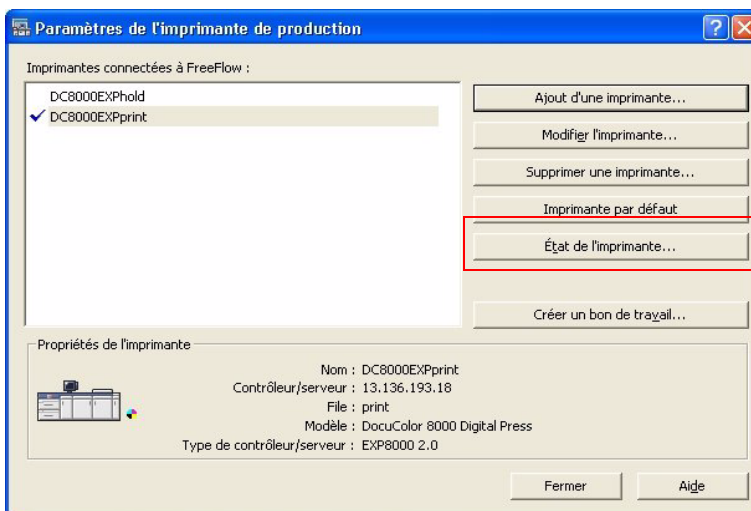 Paramètres de l'imprimante de production
Imprimantes connectées à FreeFlow :
DC8000EXPhold
DC8000EXPprint
Ajout d'une imprimante...
Modifier l'imprimante...
Supprimer une imprimante...
Imprimante par défaut
État de l'imprimante...
Créer un bon de travail...
Propriétés de l'imprimante
Nom : DC8000EXPprint
Contrôleur/serveur : 13.136.193.18
File : print
Modèle : DocuColor 8000 Digital Press
Type de contrôleur/serveur : EXP8000 2.0
Fermer
Aide